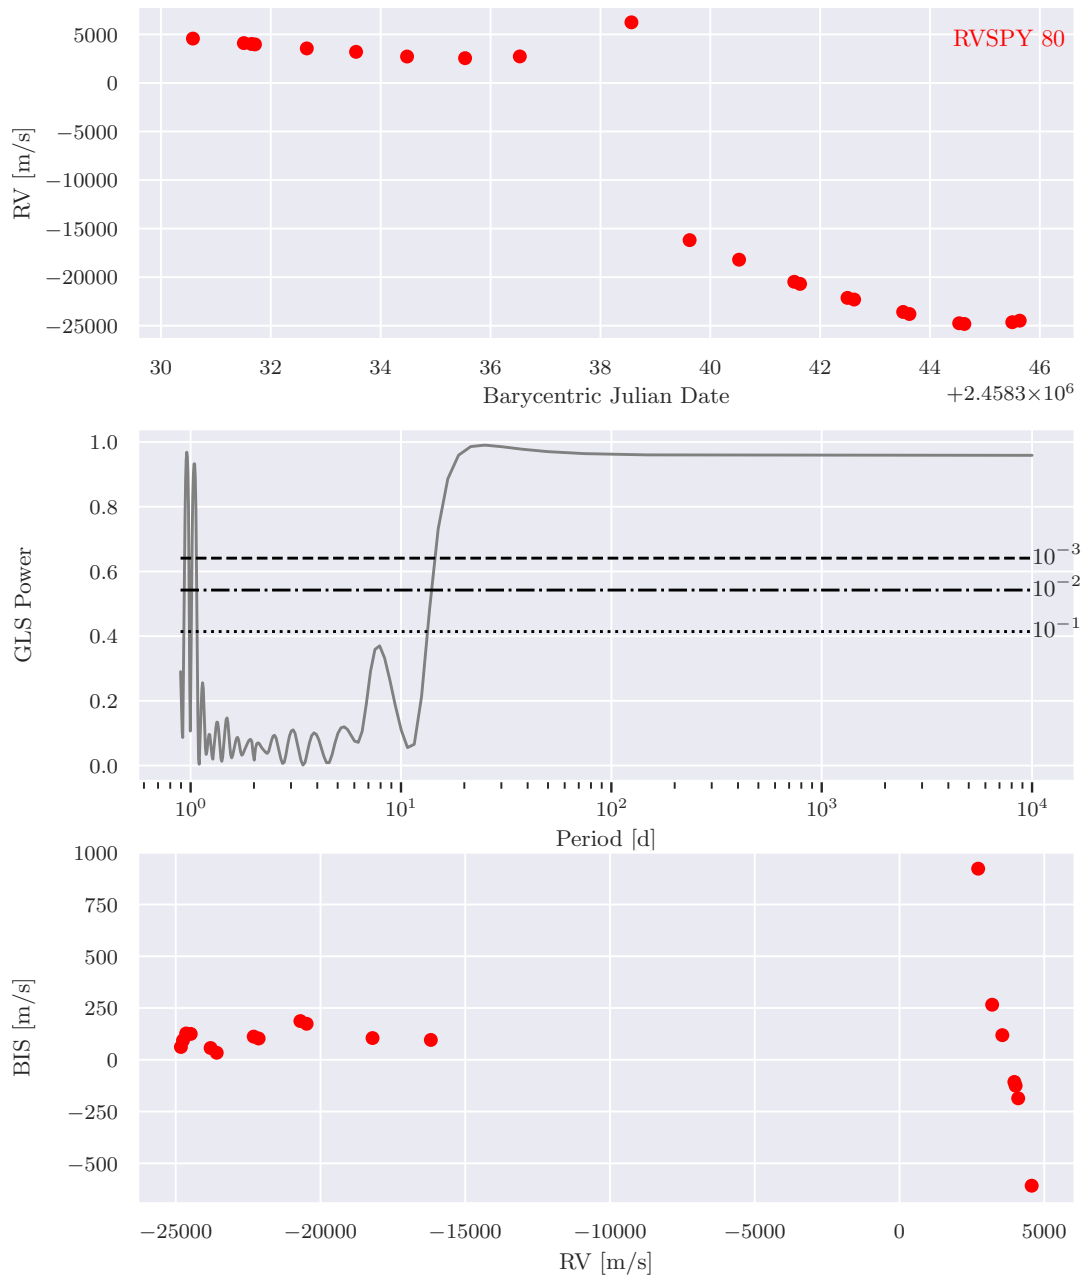 RVSPY 80
5000
0
−5000
−10000
−15000
−20000
−25000
RV [m/s]
30 32 34 36 38 40 42 44 46
Barycentric Julian Date
+2.4583×10⁶
1.0
0.8
0.6
0.4
0.2
0.0
GLS Power
10⁻³
10⁻²
10⁻¹
10⁰ 10¹ 10² 10³ 10⁴
Period [d]
1000
750
500
250
0
−250
−500
BIS [m/s]
−25000 −20000 −15000 −10000 −5000 0 5000
RV [m/s]